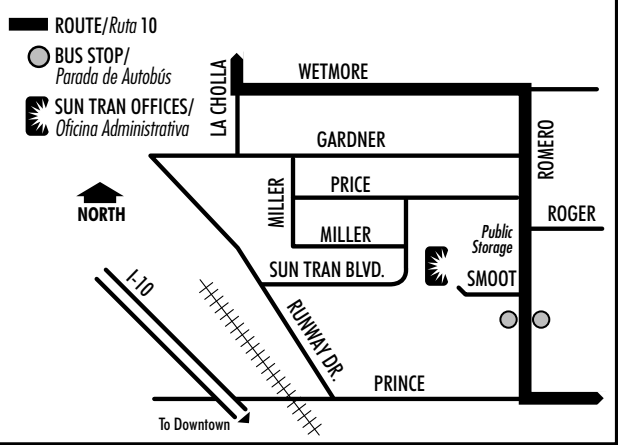 ROUTE/Ruta 10
BUS STOP/
Parada de Autobús
SUN TRAN OFFICES/
Oficina Administrativa
LA CHOLLA
WETMORE
GARDNER
ROMERO
MILLER
PRICE
NORTH
ROGER
MILLER
Public
Storage
SUN TRAN BLVD.
SMOOT
I-10
RUNWAY DR.
PRINCE
To Downtown